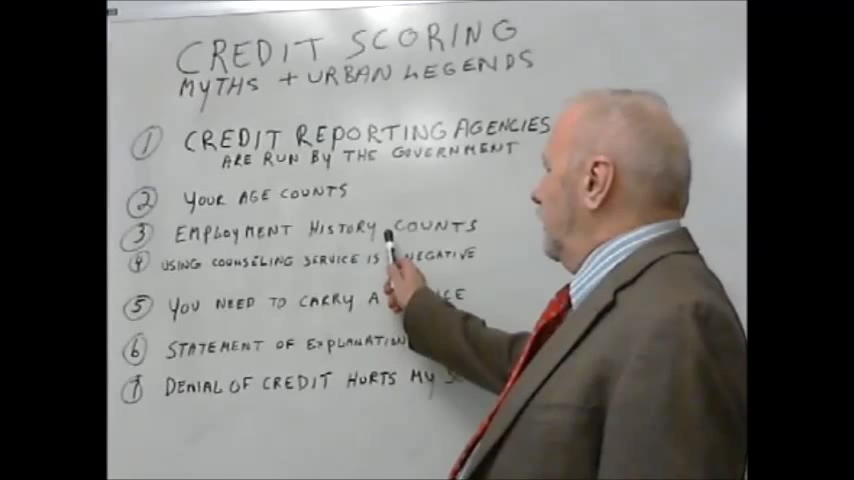 CREDIT SCORING
MYTHS + URBAN LEGENDS
1 CREDIT REPORTING AGENCIES
ARE RUN BY THE GOVERNMENT
2 YOUR AGE COUNTS
3 EMPLOYMENT HISTORY COUNTS
4 USING COUNSELING SERVICE IS NEGATIVE
5 YOU NEED TO CARRY A
6 STATEMENT OF EXPLANATION
7 DENIAL OF CREDIT HURTS MY